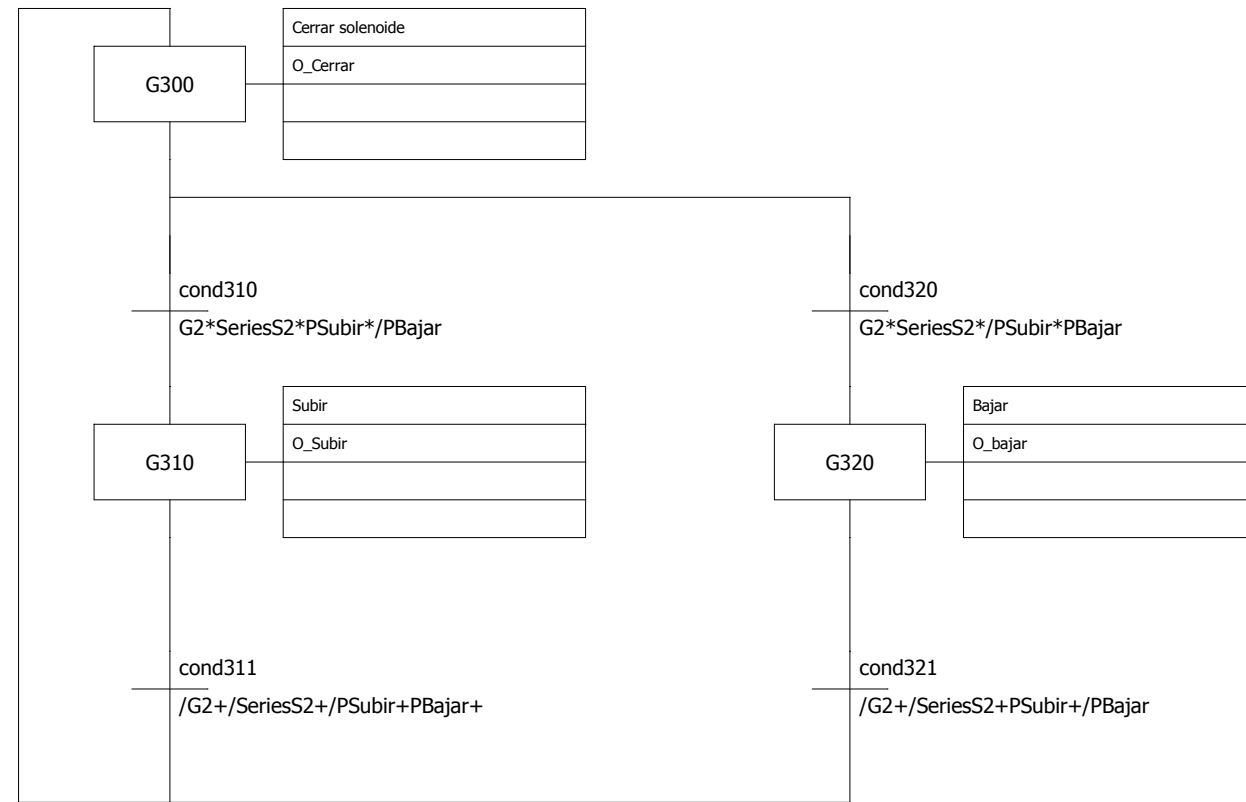 Cerrar solenoide
O_Cerrar
G300
cond310
G2*SeriesS2*PSubir*/PBajar
cond320
G2*SeriesS2*/PSubir*PBajar
Subir
O_Subir
G310
Bajar
O_bajar
G320
cond311
/G2+/SeriesS2+/PSubir+PBajar+
cond321
/G2+/SeriesS2+PSubir+/PBajar